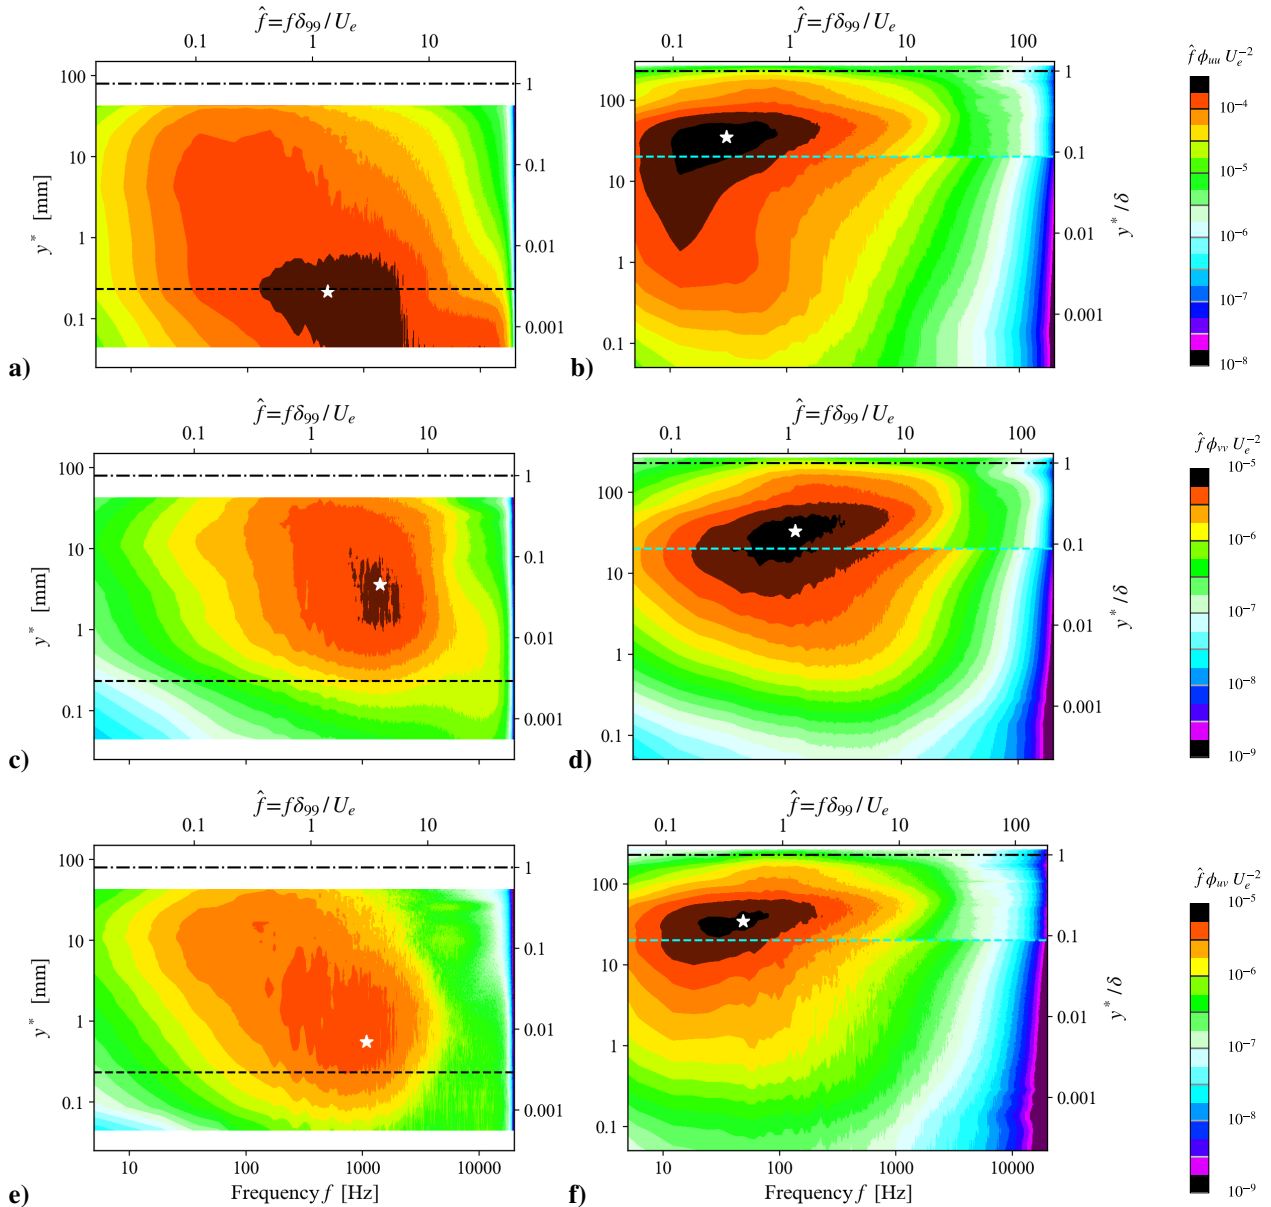 f̂=fδ₉₉/Uₑ
0.1 1 10
100
10
1
0.1
y* [mm]
1
0.1
0.01
0.001
a)
f̂=fδ₉₉/Uₑ
0.1 1 10 100
100
10
1
0.1
1
0.1
0.01
0.001
y*/δ
b)
f̂ ϕᵤᵤ Uₑ⁻²
10⁻⁴
10⁻⁵
10⁻⁶
10⁻⁷
10⁻⁸
f̂=fδ₉₉/Uₑ
0.1 1 10
100
10
1
0.1
y* [mm]
1
0.1
0.01
0.001
c)
f̂=fδ₉₉/Uₑ
0.1 1 10 100
100
10
1
0.1
1
0.1
0.01
0.001
y*/δ
d)
f̂ ϕᵥᵥ Uₑ⁻²
10⁻⁵
10⁻⁶
10⁻⁷
10⁻⁸
10⁻⁹
f̂=fδ₉₉/Uₑ
0.1 1 10
100
10
1
0.1
y* [mm]
1
0.1
0.01
0.001
10 100 1000 10000
Frequency f [Hz]
e)
f̂=fδ₉₉/Uₑ
0.1 1 10 100
100
10
1
0.1
1
0.1
0.01
0.001
y*/δ
10 100 1000 10000
Frequency f [Hz]
f)
f̂ ϕᵤᵥ Uₑ⁻²
10⁻⁵
10⁻⁶
10⁻⁷
10⁻⁸
10⁻⁹